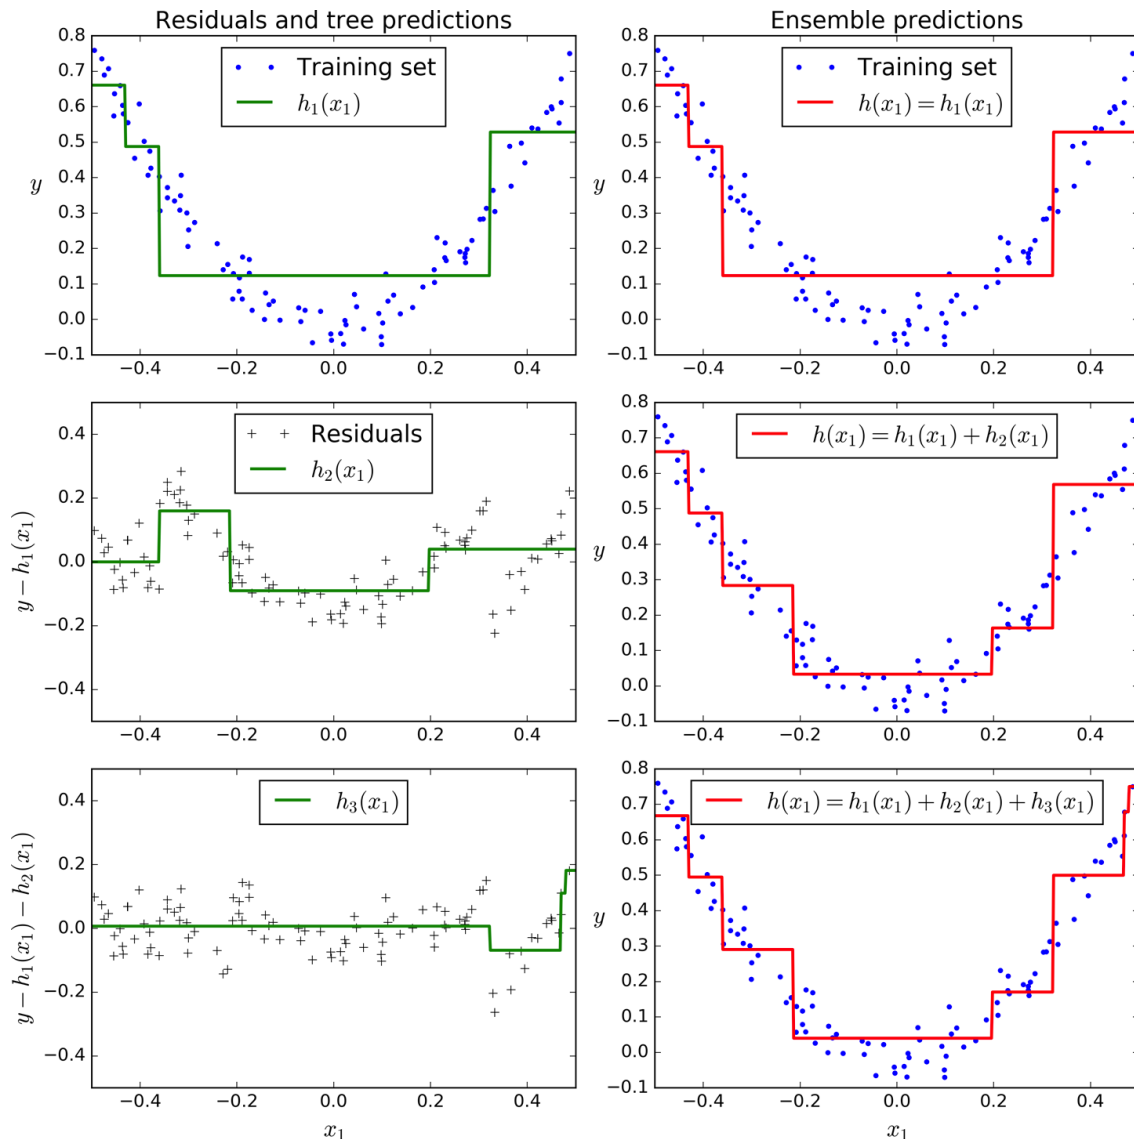 Residuals and tree predictions
Ensemble predictions
0.8
0.7
0.6
0.5
0.4
0.3
0.2
0.1
0.0
−0.1
y
Training set
h₁(x₁)
−0.4 −0.2 0.0 0.2 0.4
0.8
0.7
0.6
0.5
0.4
0.3
0.2
0.1
0.0
−0.1
y
Training set
h(x₁) = h₁(x₁)
−0.4 −0.2 0.0 0.2 0.4
0.4
0.2
0.0
−0.2
−0.4
y − h₁(x₁)
Residuals
h₂(x₁)
−0.4 −0.2 0.0 0.2 0.4
0.8
0.7
0.6
0.5
0.4
0.3
0.2
0.1
0.0
−0.1
y
h(x₁) = h₁(x₁) + h₂(x₁)
−0.4 −0.2 0.0 0.2 0.4
0.4
0.2
0.0
−0.2
−0.4
y − h₁(x₁) − h₂(x₁)
h₃(x₁)
−0.4 −0.2 0.0 0.2 0.4
x₁
0.8
0.7
0.6
0.5
0.4
0.3
0.2
0.1
0.0
−0.1
y
h(x₁) = h₁(x₁) + h₂(x₁) + h₃(x₁)
−0.4 −0.2 0.0 0.2 0.4
x₁